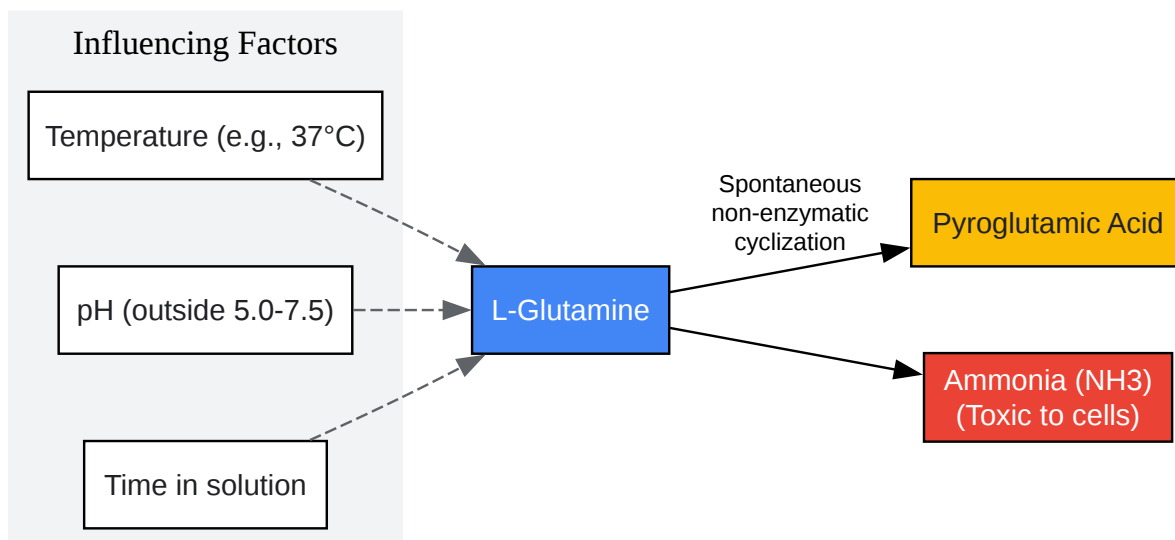 Influencing Factors
Temperature (e.g., 37°C)
pH (outside 5.0-7.5)
Time in solution
L-Glutamine
Spontaneous
non-enzymatic
cyclization
Pyroglutamic Acid
Ammonia (NH3)
(Toxic to cells)